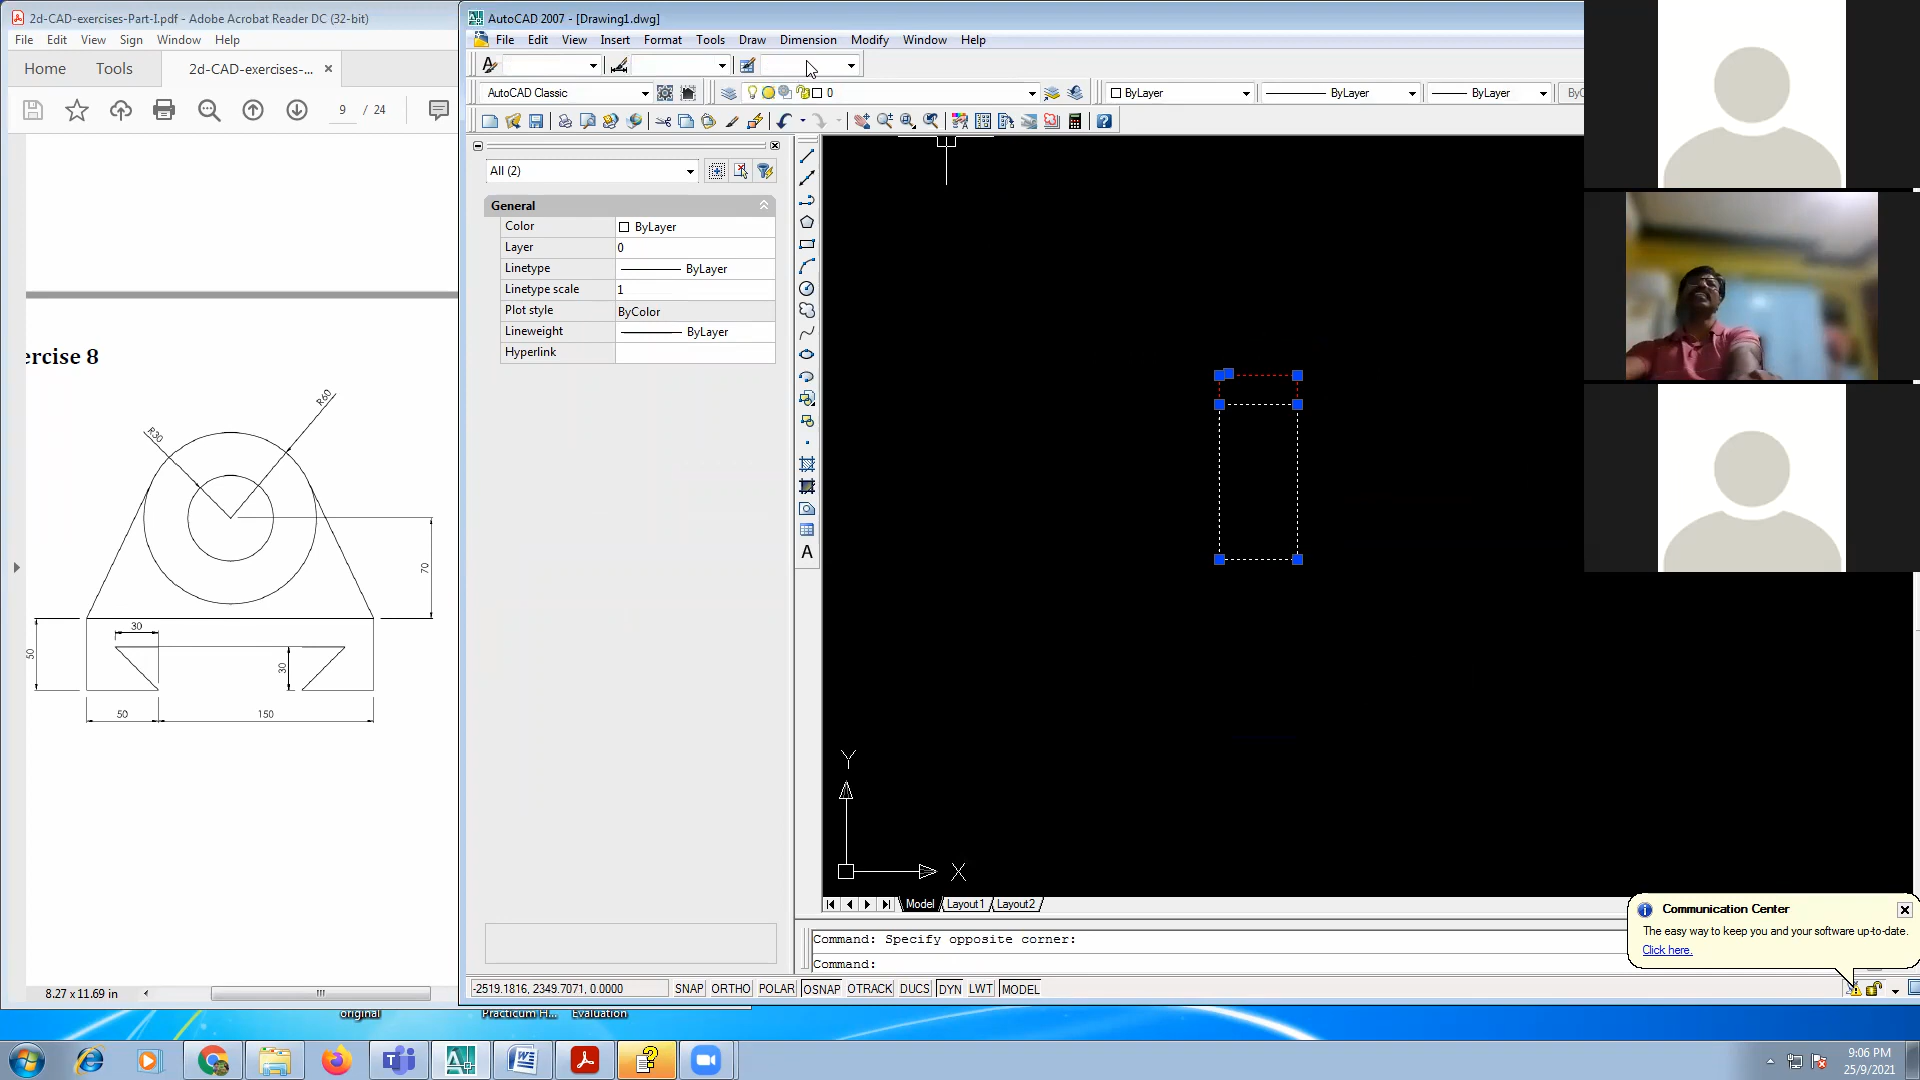 2d-CAD-exercises-Part-I.pdf - Adobe Acrobat Reader DC (32-bit)
File Edit View Sign Window Help
Home Tools 2d-CAD-exercises-...
9 / 24
ercise 8
R30
R60
70
30
50
30
50 150
8.27 x 11.69 in
original
Practicum H...
Evaluation
AutoCAD 2007 - [Drawing1.dwg]
File Edit View Insert Format Tools Draw Dimension Modify Window Help
AutoCAD Classic
0
ByLayer
ByLayer
ByLayer
All (2)
General
Color ByLayer
Layer 0
Linetype ByLayer
Linetype scale 1
Plot style ByColor
Lineweight ByLayer
Hyperlink
A
Y
X
Model Layout1 Layout2
Command: Specify opposite corner:
Command:
-2519.1816, 2349.7071, 0.0000
SNAP ORTHO POLAR OSNAP OTRACK DUCS DYN LWT MODEL
Communication Center
The easy way to keep you and your software up-to-date.
Click here.
9:06 PM
25/9/2021